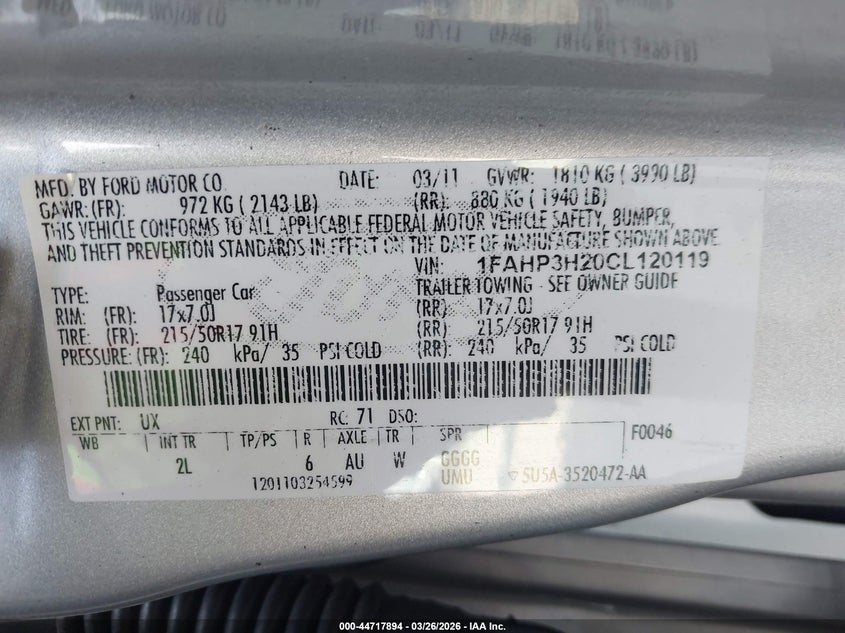 MFD. BY FORD MOTOR CO. DATE: 03/11 GVWR: 1810 KG ( 3990 LB)
GAWR: (FR): 972 KG ( 2143 LB) (RR): 880 KG ( 1940 LB)
THIS VEHICLE CONFORMS TO ALL APPLICABLE FEDERAL MOTOR VEHICLE SAFETY, BUMPER,
AND THEFT PREVENTION STANDARDS IN EFFECT ON THE DATE OF MANUFACTURE SHOWN ABOVE.
VIN: 1FAHP3H20CL120119
TYPE: Passenger Car TRAILER TOWING - SEE OWNER GUIDE
RIM: (FR): 17x7.0J (RR): 17x7.0J
TIRE: (FR): 215/50R17 91H (RR): 215/50R17 91H
PRESSURE: (FR): 240 kPa/ 35 PSI COLD (RR): 240 kPa/ 35 PSI COLD
EXT PNT: UX RC: 71 DSO:
WB INT TR TP/PS R AXLE TR SPR F0046
2L 6 AU W GGGG
UMU
1201103254599 ▽ 5U5A-3520472-AA
000-44717894 | 03/26/2026 - IAA Inc.